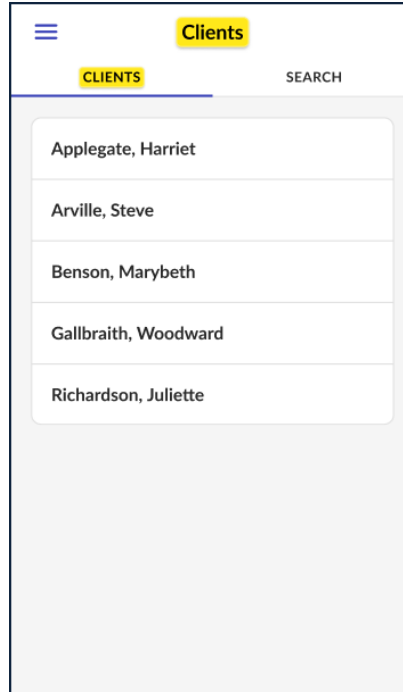 Clients
CLIENTS SEARCH
Applegate, Harriet
Arville, Steve
Benson, Marybeth
Gallbraith, Woodward
Richardson, Juliette